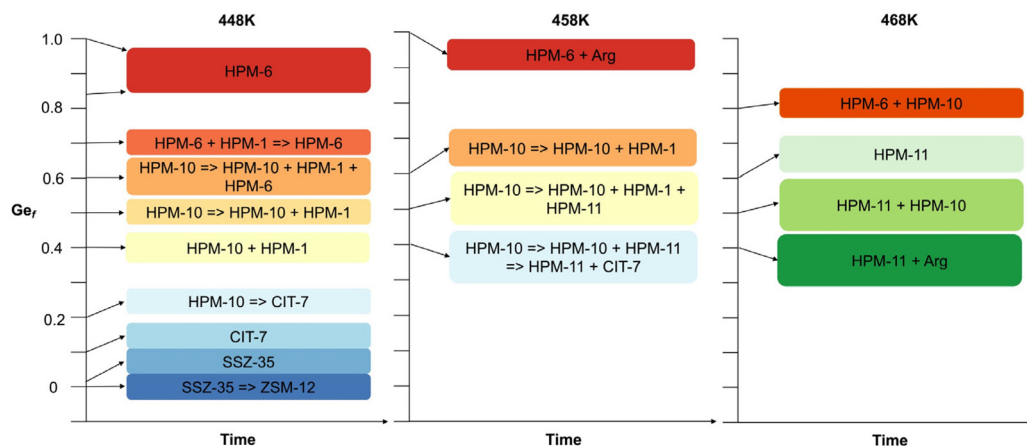 448K
458K
468K
Ge_f
1.0
0.8
0.6
0.4
0.2
0
HPM-6
HPM-6 + HPM-1 => HPM-6
HPM-10 => HPM-10 + HPM-1 +
HPM-6
HPM-10 => HPM-10 + HPM-1
HPM-10 + HPM-1
HPM-10 => CIT-7
CIT-7
SSZ-35
SSZ-35 => ZSM-12
Time
HPM-6 + Arg
HPM-10 => HPM-10 + HPM-1
HPM-10 => HPM-10 + HPM-1 +
HPM-11
HPM-10 => HPM-10 + HPM-11
=> HPM-11 + CIT-7
Time
HPM-6 + HPM-10
HPM-11
HPM-11 + HPM-10
HPM-11 + Arg
Time